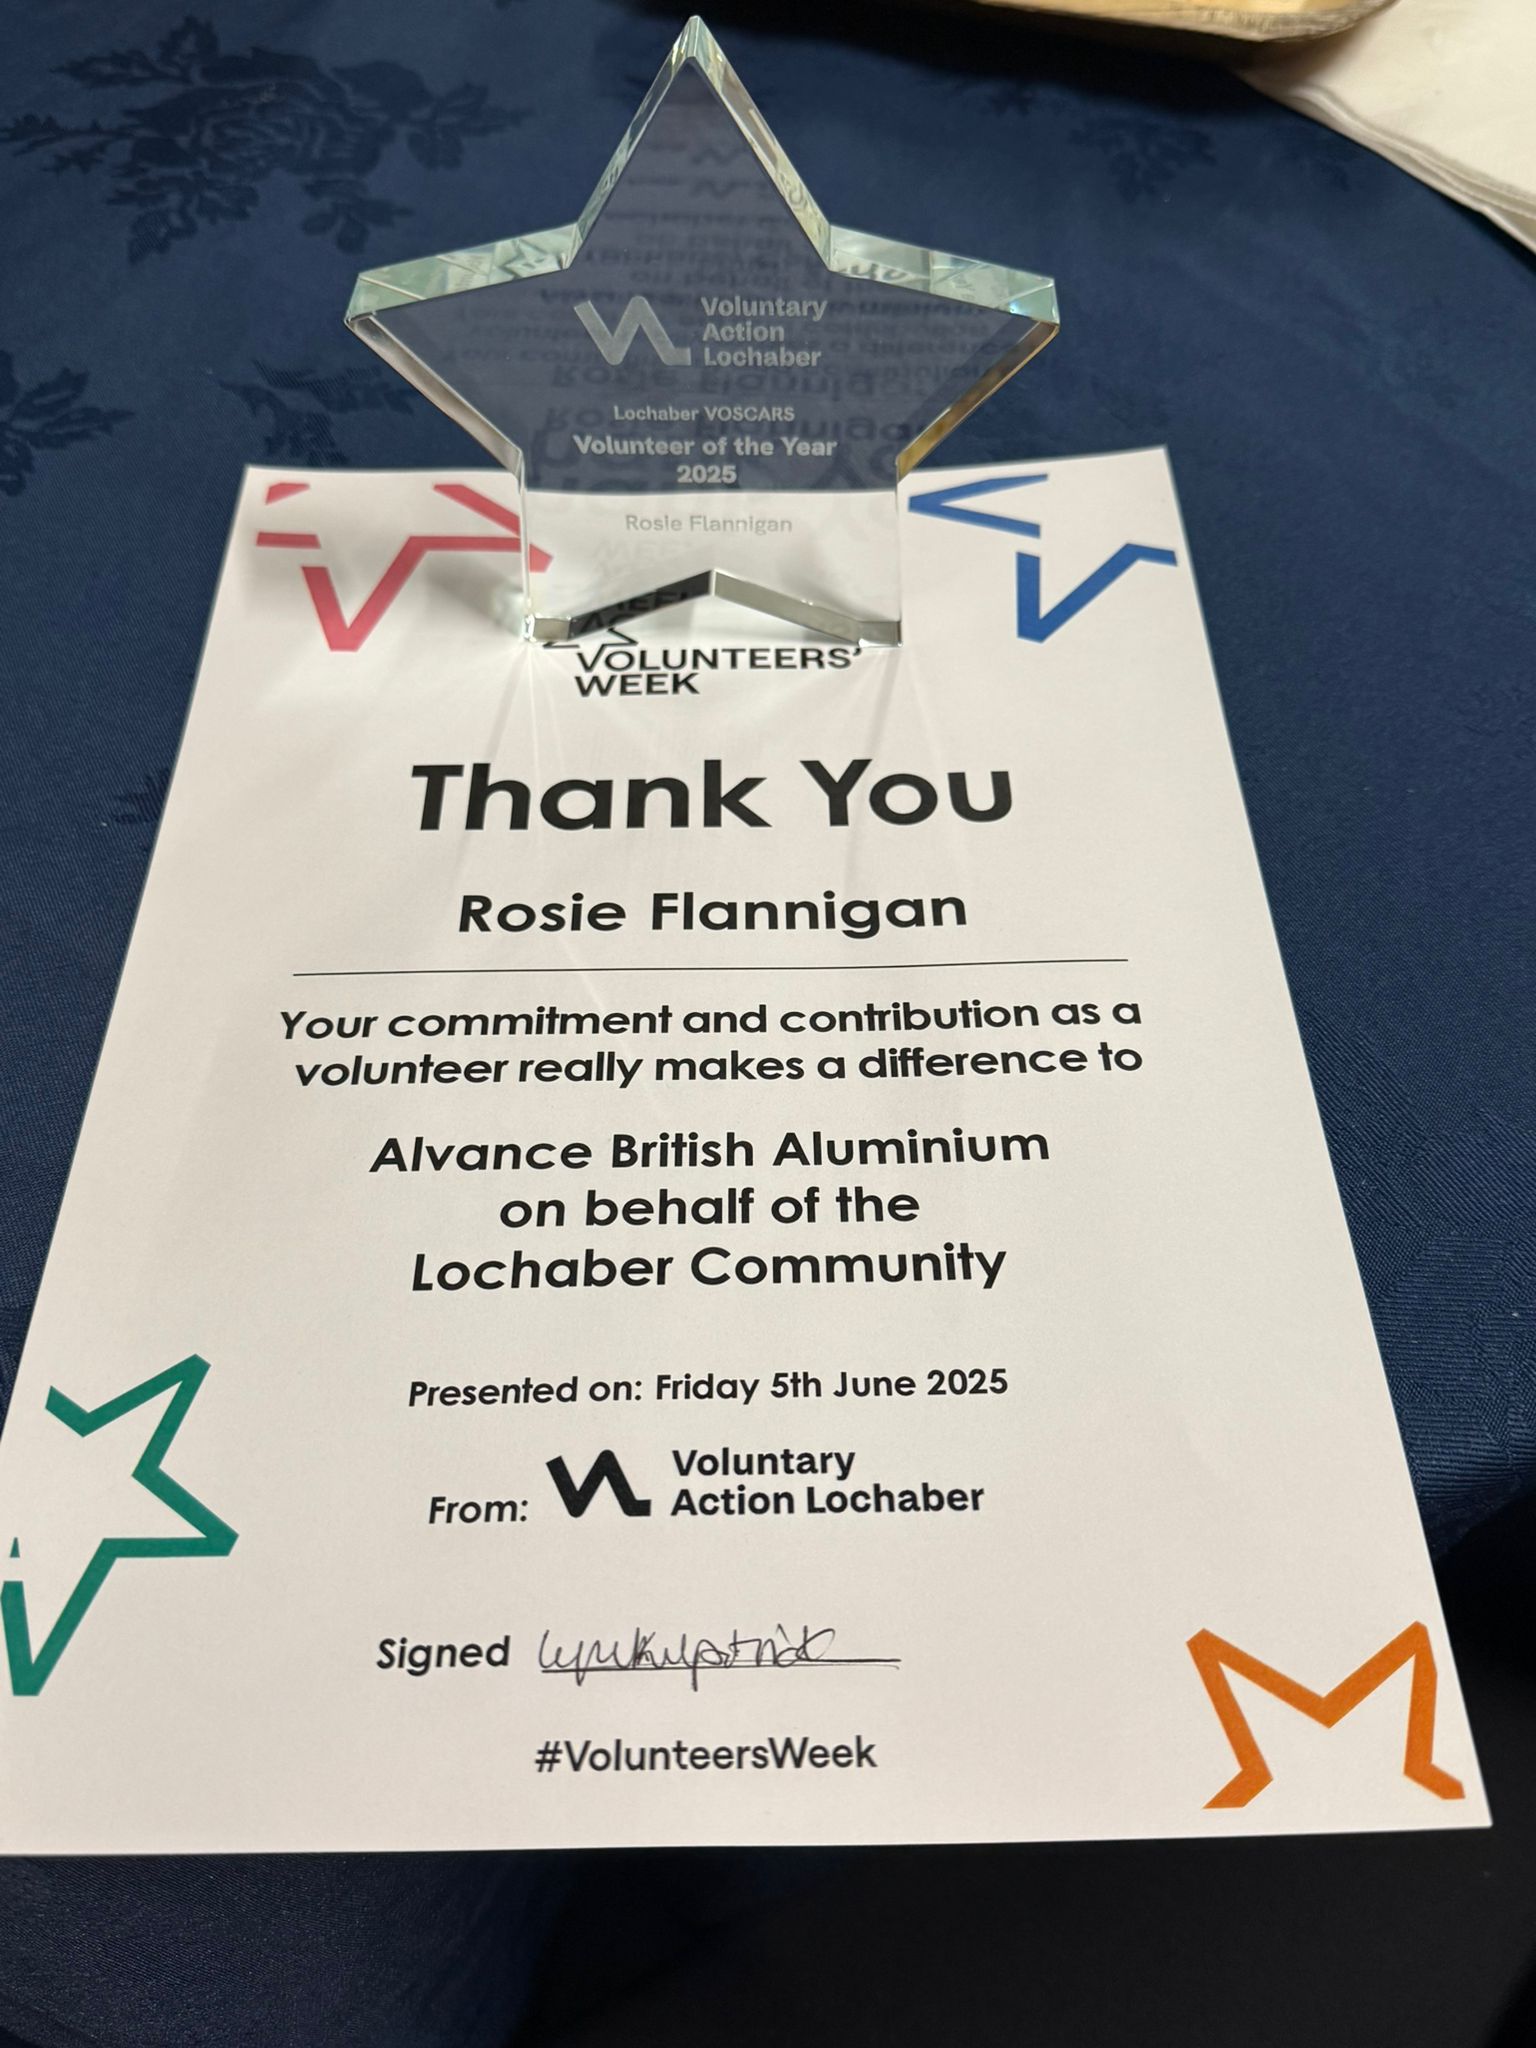 Voluntary
Action
Lochaber
Lochaber VOSCARS
Volunteer of the Year
2025
Rosie Flannigan
VOLUNTEERS'
WEEK
Thank You
Rosie Flannigan
Your commitment and contribution as a
volunteer really makes a difference to
Alvance British Aluminium
on behalf of the
Lochaber Community
Presented on: Friday 5th June 2025
From:
Voluntary
Action Lochaber
Signed
#VolunteersWeek